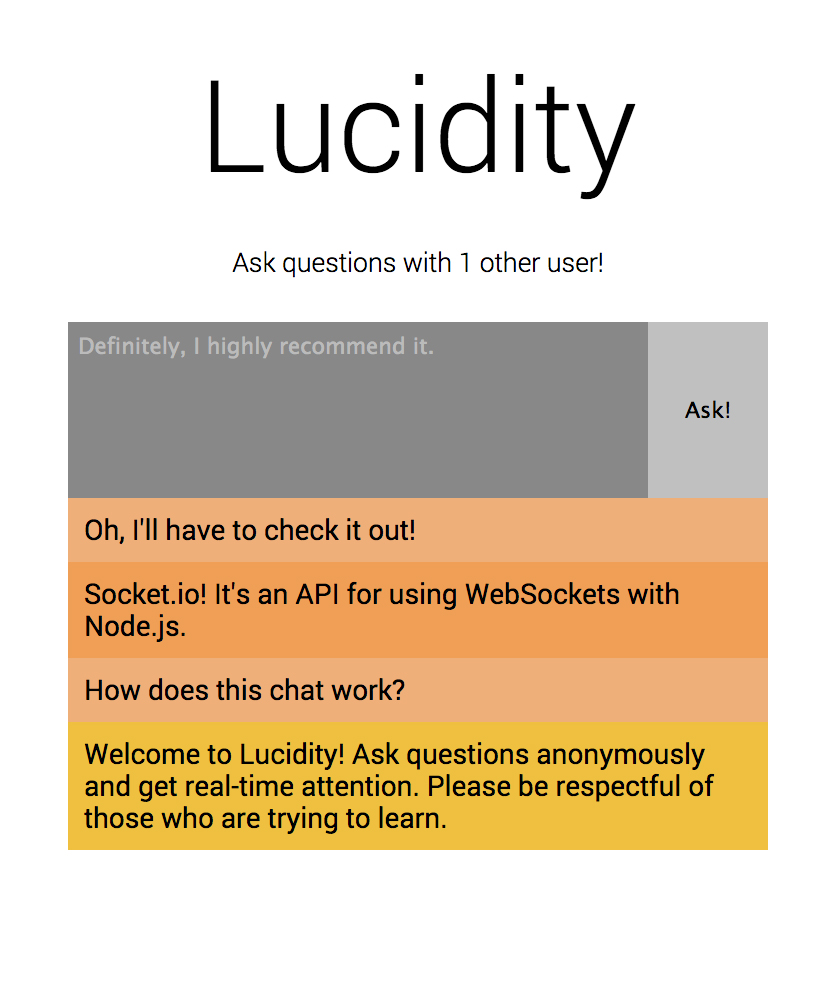 Lucidity
Ask questions with 1 other user!
Definitely, I highly recommend it.
Ask!
Oh, I'll have to check it out!
Socket.io! It's an API for using WebSockets with
Node.js.
How does this chat work?
Welcome to Lucidity! Ask questions anonymously
and get real-time attention. Please be respectful of
those who are trying to learn.